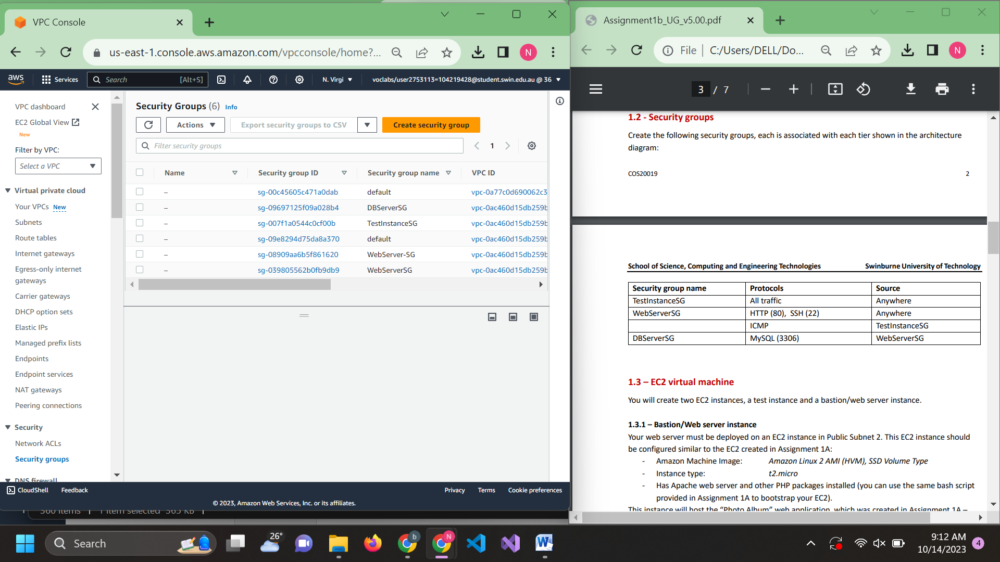 VPC Console
us-east-1.console.aws.amazon.com/vpcconsole/home?...
N
aws
Services
Search [Alt+S]
N. Virgi
voclabs/user2753113=104219428@student.swin.edu.au @ 36
VPC dashboard
EC2 Global View
New
Filter by VPC:
Select a VPC
Virtual private cloud
Your VPCs New
Subnets
Route tables
Internet gateways
Egress-only internet
gateways
Carrier gateways
DHCP option sets
Elastic IPs
Managed prefix lists
Endpoints
Endpoint services
NAT gateways
Peering connections
Security
Network ACLs
Security groups
DNS firewall
Security Groups (6) Info
Actions
Export security groups to CSV
Create security group
Filter security groups
1
Name Security group ID Security group name VPC ID
– sg-00c45605c471a0dab default vpc-0a77c0d690062c3
– sg-09697125f09a028b4 DBServerSG vpc-0ac460d15db259b
– sg-007f1a0544c0cf00b TestInstanceSG vpc-0ac460d15db259b
– sg-09e8294d75da8a370 default vpc-0ac460d15db259b
– sg-08909aa6b5f861620 WebServer-SG vpc-0ac460d15db259b
– sg-039805562b0fb9db9 WebServerSG vpc-0ac460d15db259b
CloudShell Feedback Privacy Terms Cookie preferences
© 2023, Amazon Web Services, Inc. or its affiliates.
360 items 1 item selected 365 KB
Assignment1b_UG_v5.00.pdf
File C:/Users/DELL/Do...
N
3 / 7
1.2 - Security groups
Create the following security groups, each is associated with each tier shown in the architecture
diagram:
COS20019 2
School of Science, Computing and Engineering Technologies Swinburne University of Technology
Security group name Protocols Source
TestInstanceSG All traffic Anywhere
WebServerSG HTTP (80), SSH (22) Anywhere
ICMP TestInstanceSG
DBServerSG MySQL (3306) WebServerSG
1.3 – EC2 virtual machine
You will create two EC2 instances, a test instance and a bastion/web server instance.
1.3.1 – Bastion/Web server instance
Your web server must be deployed on an EC2 instance in Public Subnet 2. This EC2 instance should
be configured similar to the EC2 created in Assignment 1A:
- Amazon Machine Image: Amazon Linux 2 AMI (HVM), SSD Volume Type
- Instance type: t2.micro
- Has Apache web server and other PHP packages installed (you can use the same bash script
provided in Assignment 1A to bootstrap your EC2).
This instance will host the “Photo Album” web application, which was created in Assignment 1A –
Search
26°
b
N
9:12 AM
10/14/2023
4